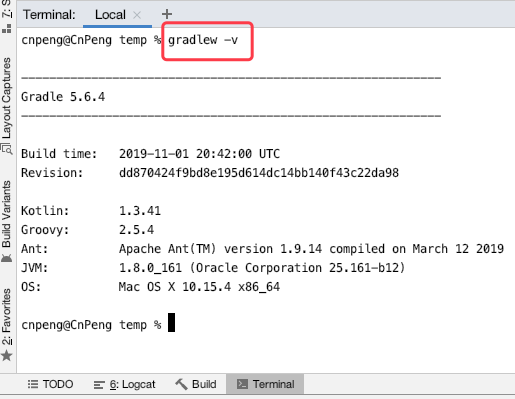 Terminal: Local × +
cnpeng@CnPeng temp % gradlew -v
------------------------------------------------------------
Gradle 5.6.4
------------------------------------------------------------
Build time: 2019-11-01 20:42:00 UTC
Revision: dd870424f9bd8e195d614dc14bb140f43c22da98
Kotlin: 1.3.41
Groovy: 2.5.4
Ant: Apache Ant(TM) version 1.9.14 compiled on March 12 2019
JVM: 1.8.0_161 (Oracle Corporation 25.161-b12)
OS: Mac OS X 10.15.4 x86_64
cnpeng@CnPeng temp %
Layout Captures
Build Variants
2: Favorites
TODO 6: Logcat Build Terminal